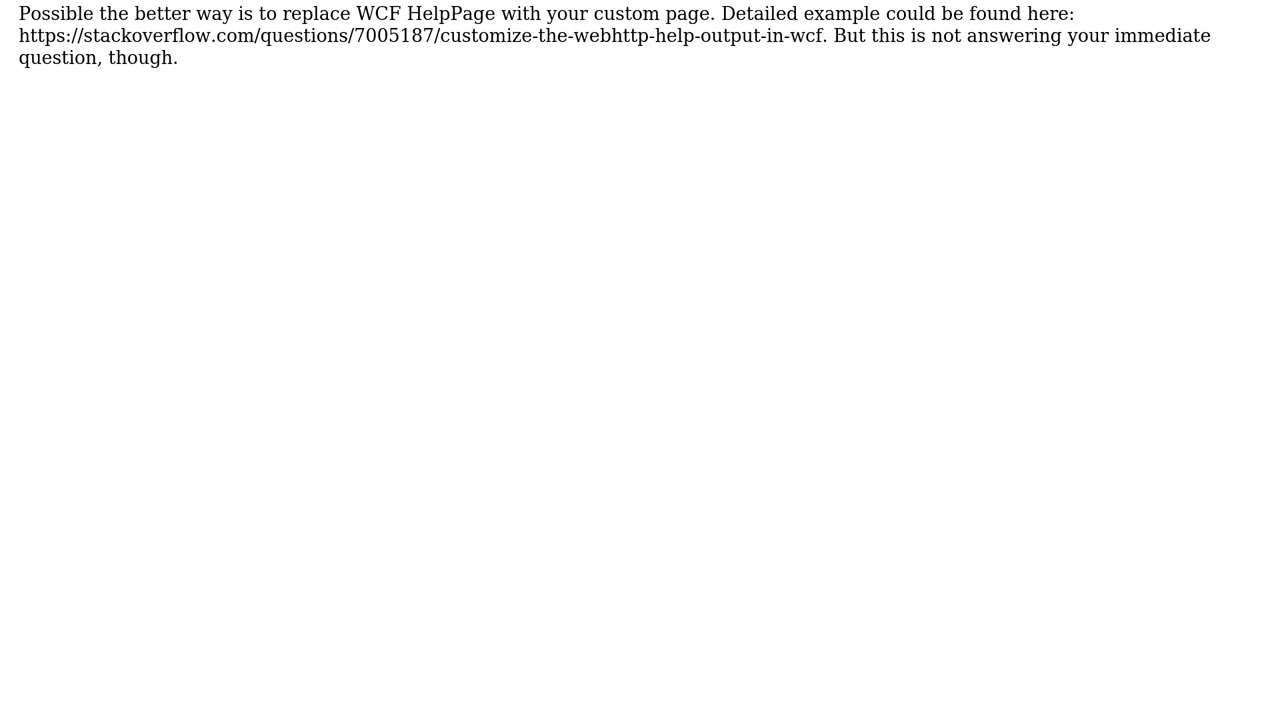 Possible the better way is to replace WCF HelpPage with your custom page. Detailed example could be found here:
https://stackoverflow.com/questions/7005187/customize-the-webhttp-help-output-in-wcf. But this is not answering your immediate
question, though.